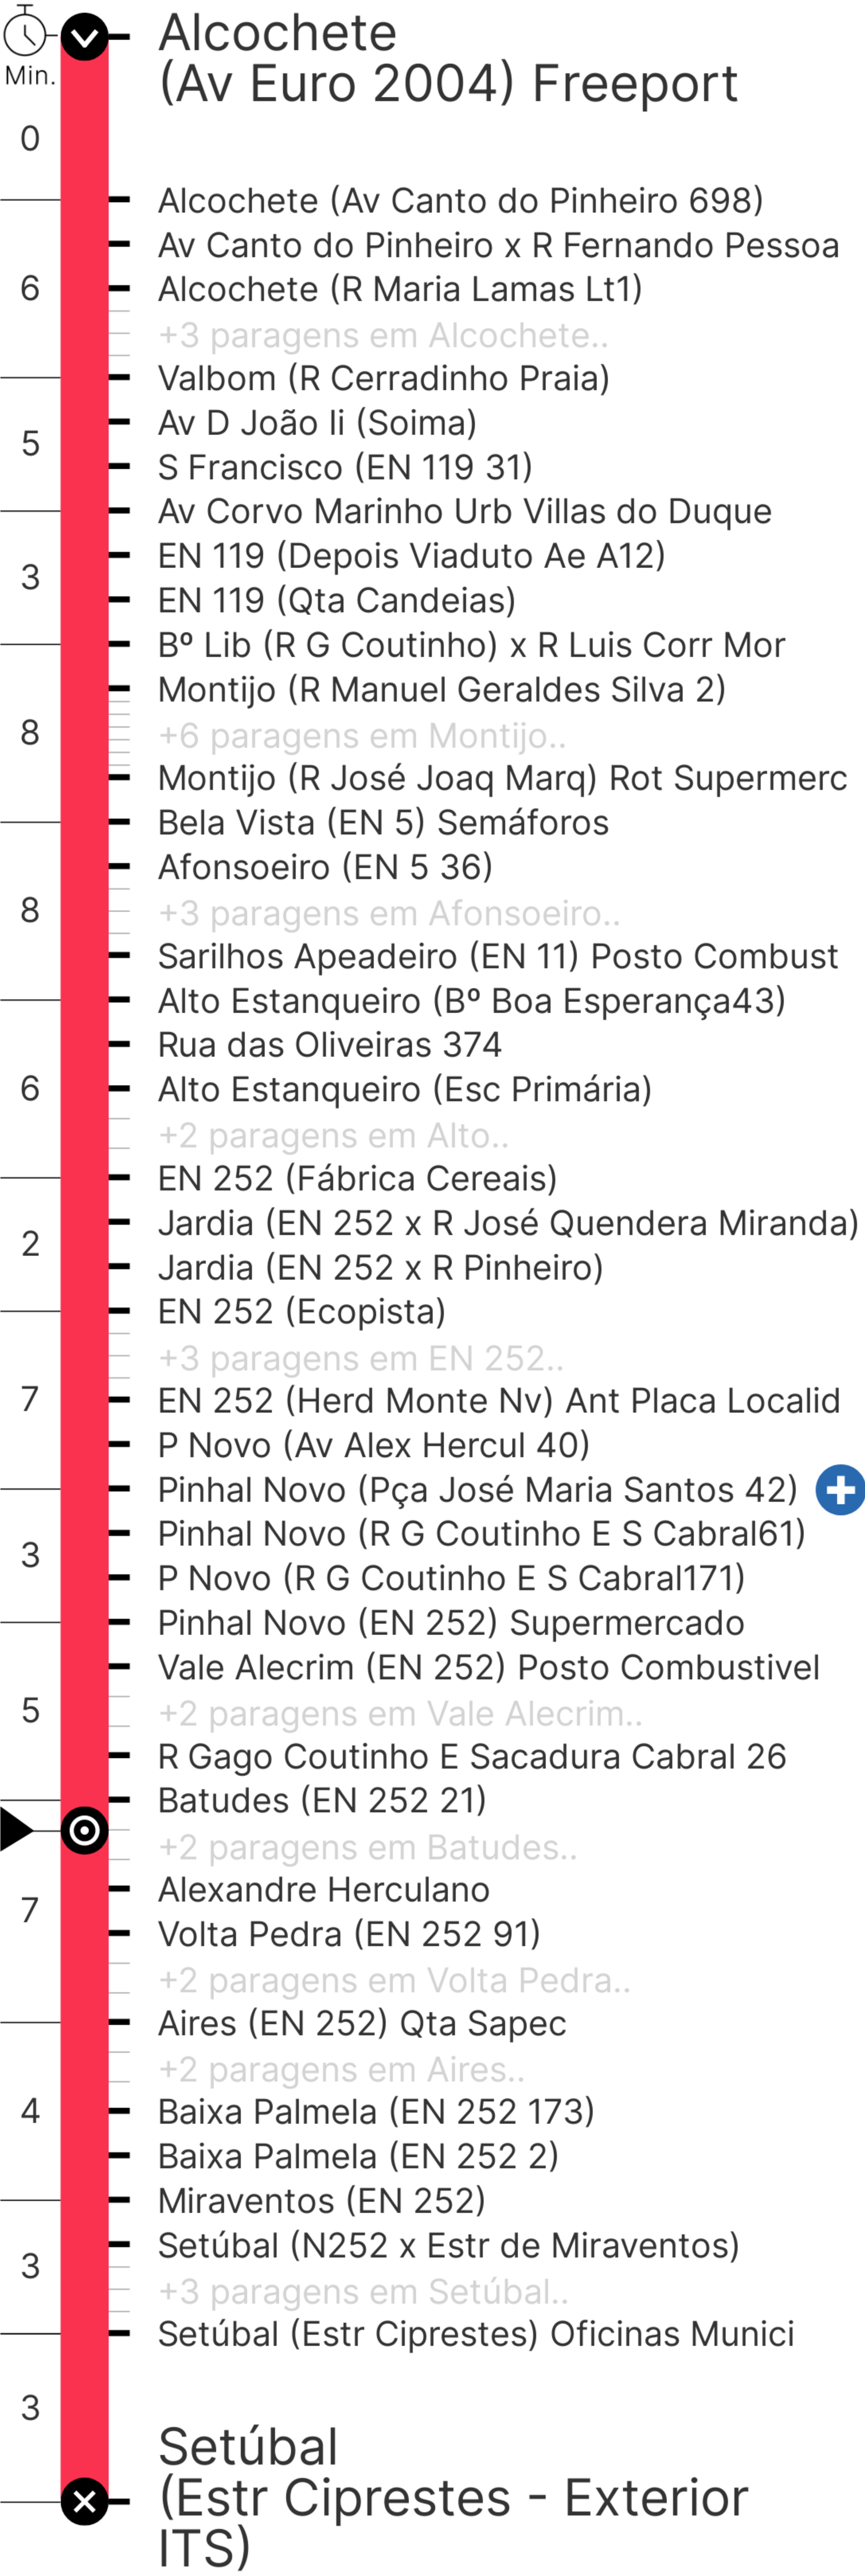 Alcochete
(Av Euro 2004) Freeport
Min.
0
Alcochete (Av Canto do Pinheiro 698)
Av Canto do Pinheiro x R Fernando Pessoa
6
Alcochete (R Maria Lamas Lt1)
+3 paragens em Alcochete..
Valbom (R Cerradinho Praia)
Av D João Ii (Soima)
5
S Francisco (EN 119 31)
Av Corvo Marinho Urb Villas do Duque
EN 119 (Depois Viaduto Ae A12)
3
EN 119 (Qta Candeias)
Bº Lib (R G Coutinho) x R Luis Corr Mor
Montijo (R Manuel Geraldes Silva 2)
8
+6 paragens em Montijo..
Montijo (R José Joaq Marq) Rot Supermerc
Bela Vista (EN 5) Semáforos
Afonsoeiro (EN 5 36)
8
+3 paragens em Afonsoeiro..
Sarilhos Apeadeiro (EN 11) Posto Combust
Alto Estanqueiro (Bº Boa Esperança43)
Rua das Oliveiras 374
6
Alto Estanqueiro (Esc Primária)
+2 paragens em Alto..
EN 252 (Fábrica Cereais)
Jardia (EN 252 x R José Quendera Miranda)
2
Jardia (EN 252 x R Pinheiro)
EN 252 (Ecopista)
+3 paragens em EN 252..
7
EN 252 (Herd Monte Nv) Ant Placa Localid
P Novo (Av Alex Hercul 40)
Pinhal Novo (Pça José Maria Santos 42)
Pinhal Novo (R G Coutinho E S Cabral61)
3
P Novo (R G Coutinho E S Cabral171)
Pinhal Novo (EN 252) Supermercado
Vale Alecrim (EN 252) Posto Combustivel
5
+2 paragens em Vale Alecrim..
R Gago Coutinho E Sacadura Cabral 26
Batudes (EN 252 21)
+2 paragens em Batudes..
Alexandre Herculano
7
Volta Pedra (EN 252 91)
+2 paragens em Volta Pedra..
Aires (EN 252) Qta Sapec
+2 paragens em Aires..
4
Baixa Palmela (EN 252 173)
Baixa Palmela (EN 252 2)
Miraventos (EN 252)
Setúbal (N252 x Estr de Miraventos)
3
+3 paragens em Setúbal..
Setúbal (Estr Ciprestes) Oficinas Munici
3
Setúbal
(Estr Ciprestes - Exterior
ITS)